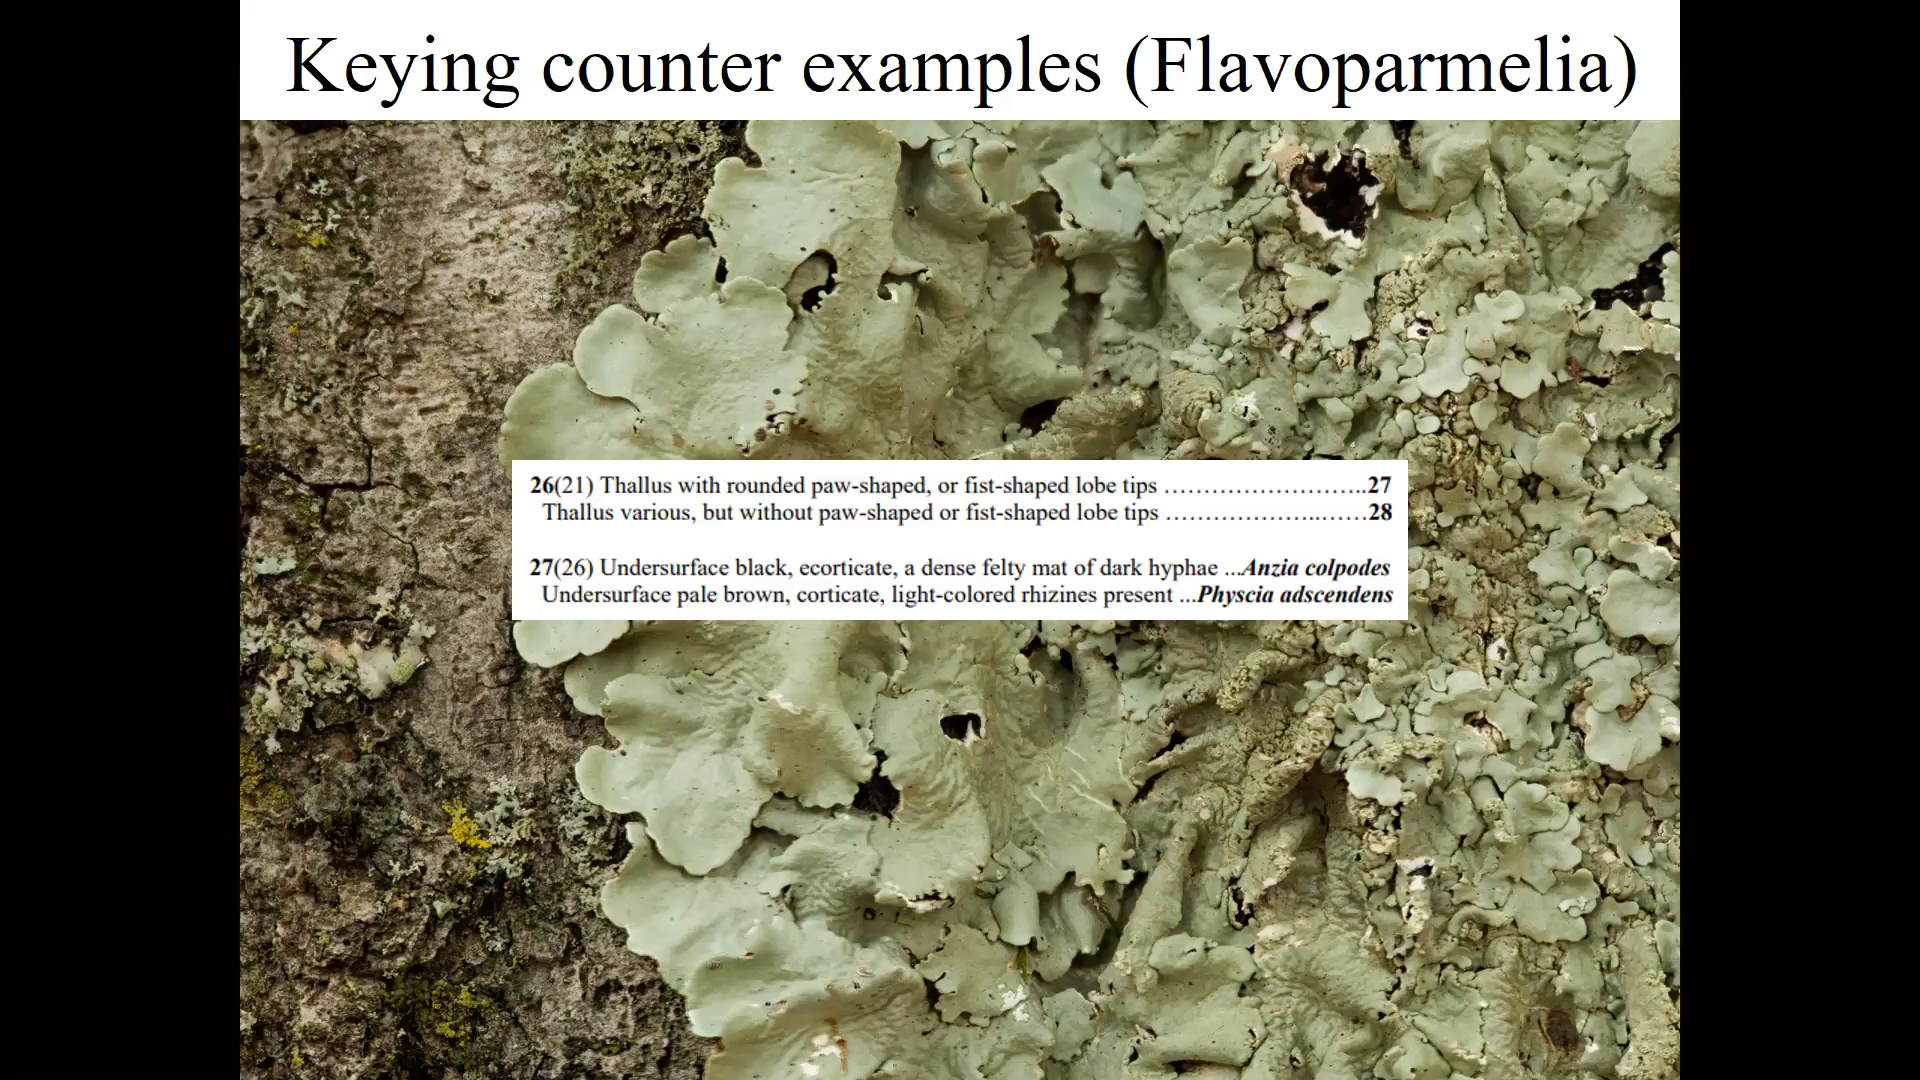 Keying counter examples (Flavoparmelia)
26(21) Thallus with rounded paw-shaped, or fist-shaped lobe tips ……………………..27
Thallus various, but without paw-shaped or fist-shaped lobe tips …………………..……28
27(26) Undersurface black, ecorticate, a dense felty mat of dark hyphae ...Anzia colpodes
Undersurface pale brown, corticate, light-colored rhizines present ...Physcia adscendens